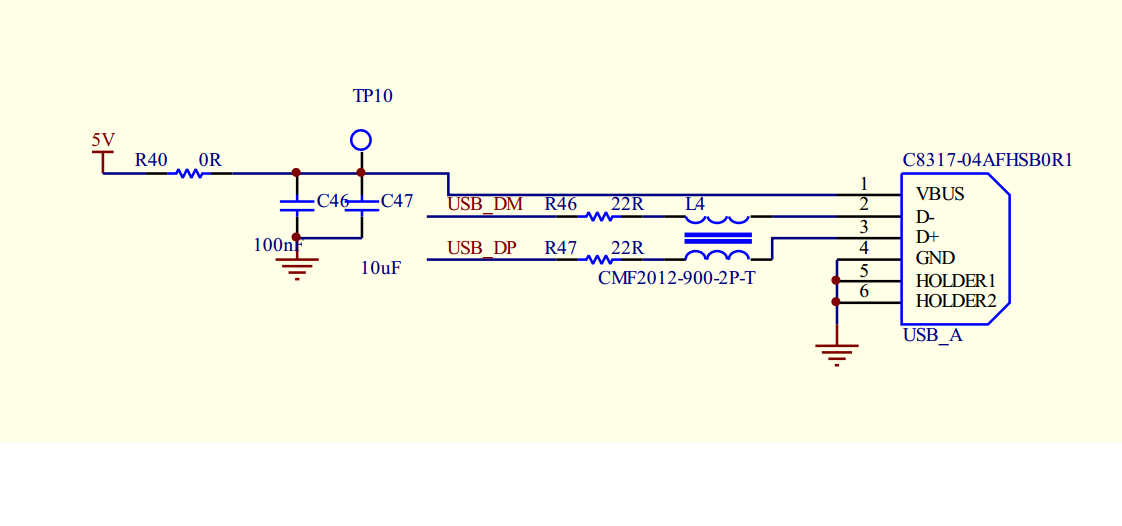 TP10
5V
R40 0R
C8317-04AFHSB0R1
1 VBUS
C46 C47
USB_DM R46 22R L4
2 D-
3 D+
100nF
USB_DP R47 22R
4 GND
10uF
CMF2012-900-2P-T
5 HOLDER1
6 HOLDER2
USB_A